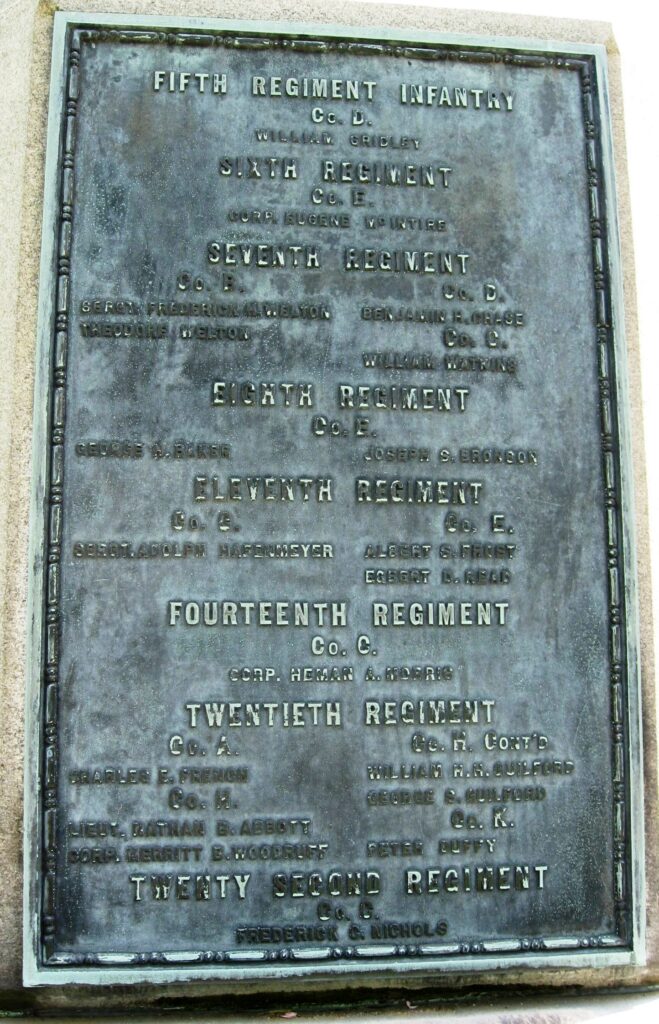 FIFTH REGIMENT INFANTRY
Co. D.
WILLIAM GRIDLEY
SIXTH REGIMENT
Co. E.
CORP. EUGENE McINTIRE
SEVENTH REGIMENT
Co. B.
SERGT. FREDERICK M. WELTON
THEODORE WELTON
Co. D.
BENJAMIN H. CHASE
Co. G.
WILLIAM WATKINS
EIGHTH REGIMENT
Co. E.
GEORGE A. BAKER
JOSEPH S. BRONSON
ELEVENTH REGIMENT
Co. G.
SERGT. ADOLPH HAFENMEYER
Co. E.
ALBERT S. FROST
EGBERT D. READ
FOURTEENTH REGIMENT
Co. C.
CORP. HEMAN A. MORRIS
TWENTIETH REGIMENT
Co. A.
CHARLES E. FRENCH
Co. H.
LIEUT. NATHAN B. ABBOTT
CORP. MERRITT B. WOODRUFF
Co. H. CONT'D
WILLIAM H. H. GUILFORD
GEORGE S. GUILFORD
Co. K.
PETER DUFFY
TWENTY SECOND REGIMENT
Co. C.
FREDERICK C. NICHOLS